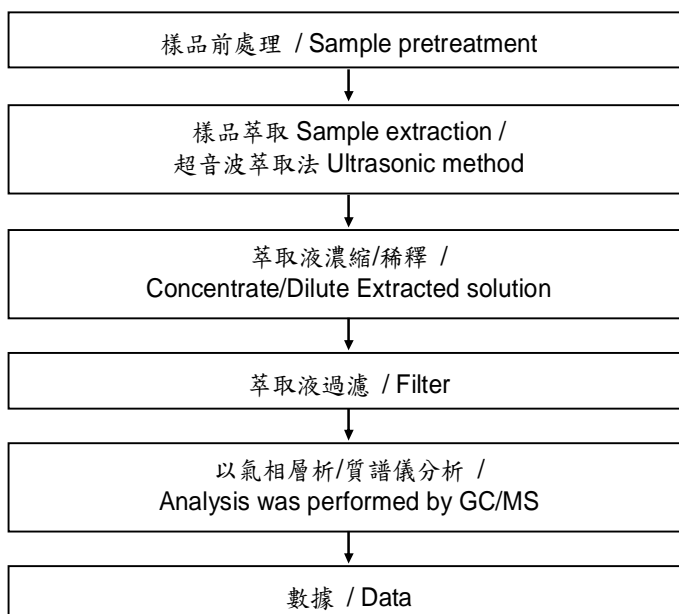 樣品前處理 / Sample pretreatment
樣品萃取 Sample extraction /
超音波萃取法 Ultrasonic method
萃取液濃縮/稀釋 /
Concentrate/Dilute Extracted solution
萃取液過濾 / Filter
以氣相層析/質譜儀分析 /
Analysis was performed by GC/MS
數據 / Data